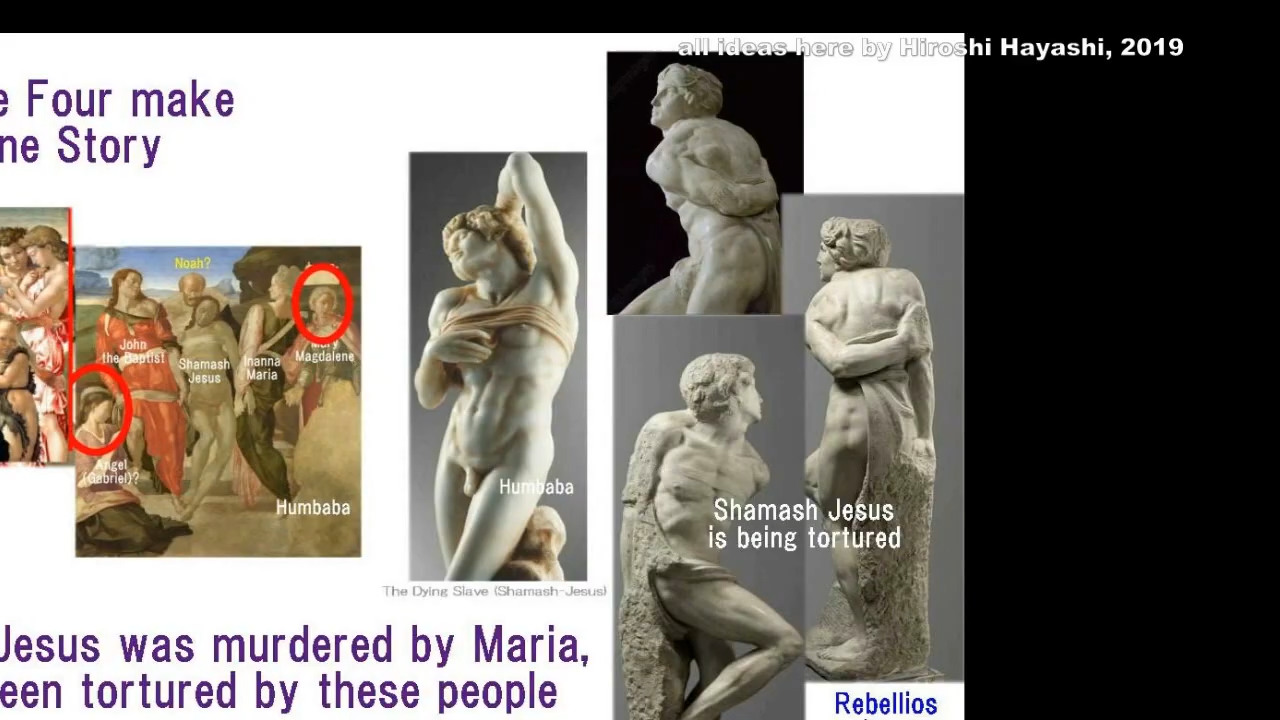 all ideas here by Hiroshi Hayashi, 2019
e Four make
ne Story
Noah?
John
the Baptist
Shamash
Jesus
Inanna
Maria
Mary
Magdalene
Angel
(Gabriel)?
Humbaba
Humbaba
The Dying Slave (Shamash-Jesus)
Shamash Jesus
is being tortured
Jesus was murdered by Maria,
een tortured by these people
Rebellios